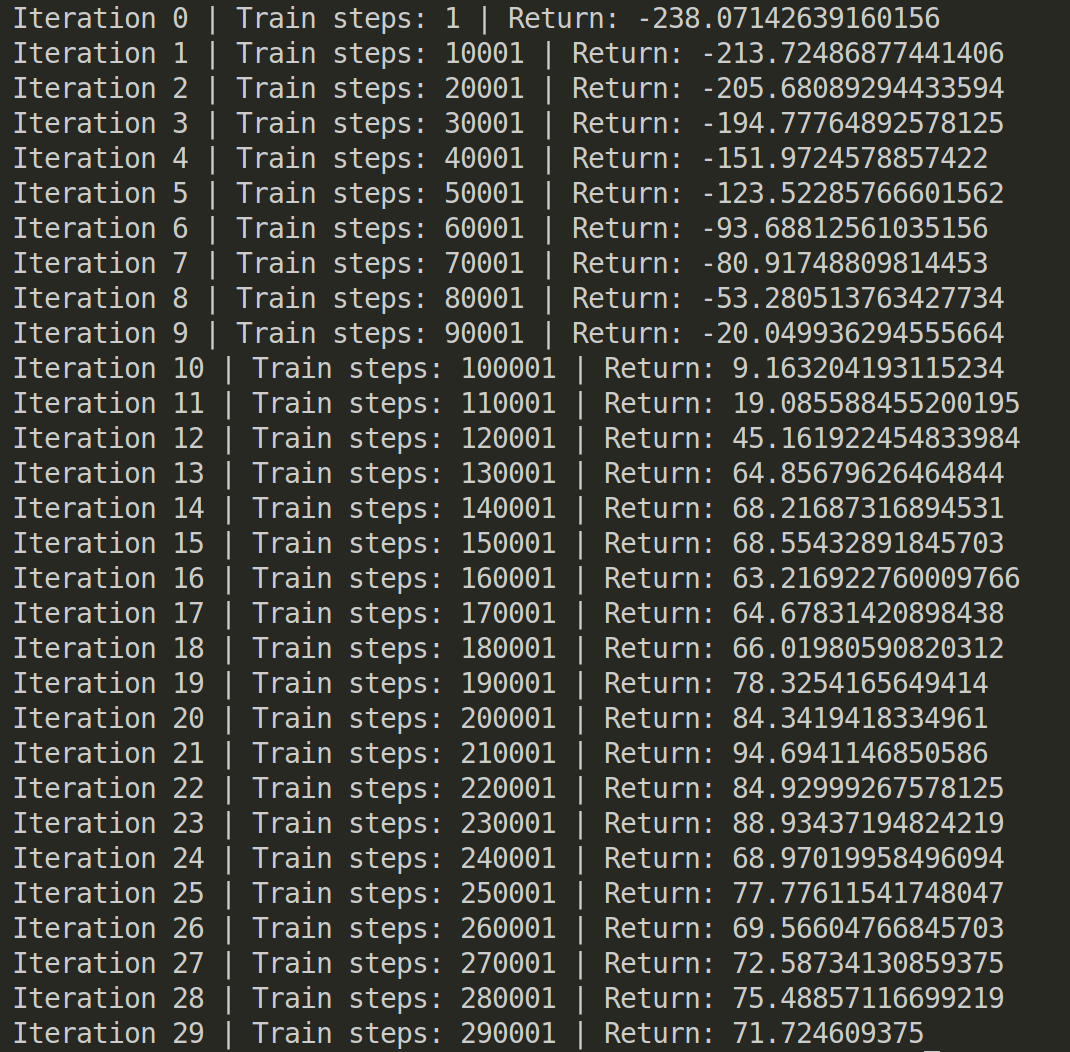 Iteration 0 | Train steps: 1 | Return: -238.07142639160156
Iteration 1 | Train steps: 10001 | Return: -213.72486877441406
Iteration 2 | Train steps: 20001 | Return: -205.68089294433594
Iteration 3 | Train steps: 30001 | Return: -194.77764892578125
Iteration 4 | Train steps: 40001 | Return: -151.9724578857422
Iteration 5 | Train steps: 50001 | Return: -123.52285766601562
Iteration 6 | Train steps: 60001 | Return: -93.68812561035156
Iteration 7 | Train steps: 70001 | Return: -80.91748809814453
Iteration 8 | Train steps: 80001 | Return: -53.280513763427734
Iteration 9 | Train steps: 90001 | Return: -20.049936294555664
Iteration 10 | Train steps: 100001 | Return: 9.163204193115234
Iteration 11 | Train steps: 110001 | Return: 19.085588455200195
Iteration 12 | Train steps: 120001 | Return: 45.161922454833984
Iteration 13 | Train steps: 130001 | Return: 64.85679626464844
Iteration 14 | Train steps: 140001 | Return: 68.21687316894531
Iteration 15 | Train steps: 150001 | Return: 68.55432891845703
Iteration 16 | Train steps: 160001 | Return: 63.216922760009766
Iteration 17 | Train steps: 170001 | Return: 64.67831420898438
Iteration 18 | Train steps: 180001 | Return: 66.01980590820312
Iteration 19 | Train steps: 190001 | Return: 78.3254165649414
Iteration 20 | Train steps: 200001 | Return: 84.3419418334961
Iteration 21 | Train steps: 210001 | Return: 94.6941146850586
Iteration 22 | Train steps: 220001 | Return: 84.92999267578125
Iteration 23 | Train steps: 230001 | Return: 88.93437194824219
Iteration 24 | Train steps: 240001 | Return: 68.97019958496094
Iteration 25 | Train steps: 250001 | Return: 77.77611541748047
Iteration 26 | Train steps: 260001 | Return: 69.56604766845703
Iteration 27 | Train steps: 270001 | Return: 72.58734130859375
Iteration 28 | Train steps: 280001 | Return: 75.48857116699219
Iteration 29 | Train steps: 290001 | Return: 71.724609375